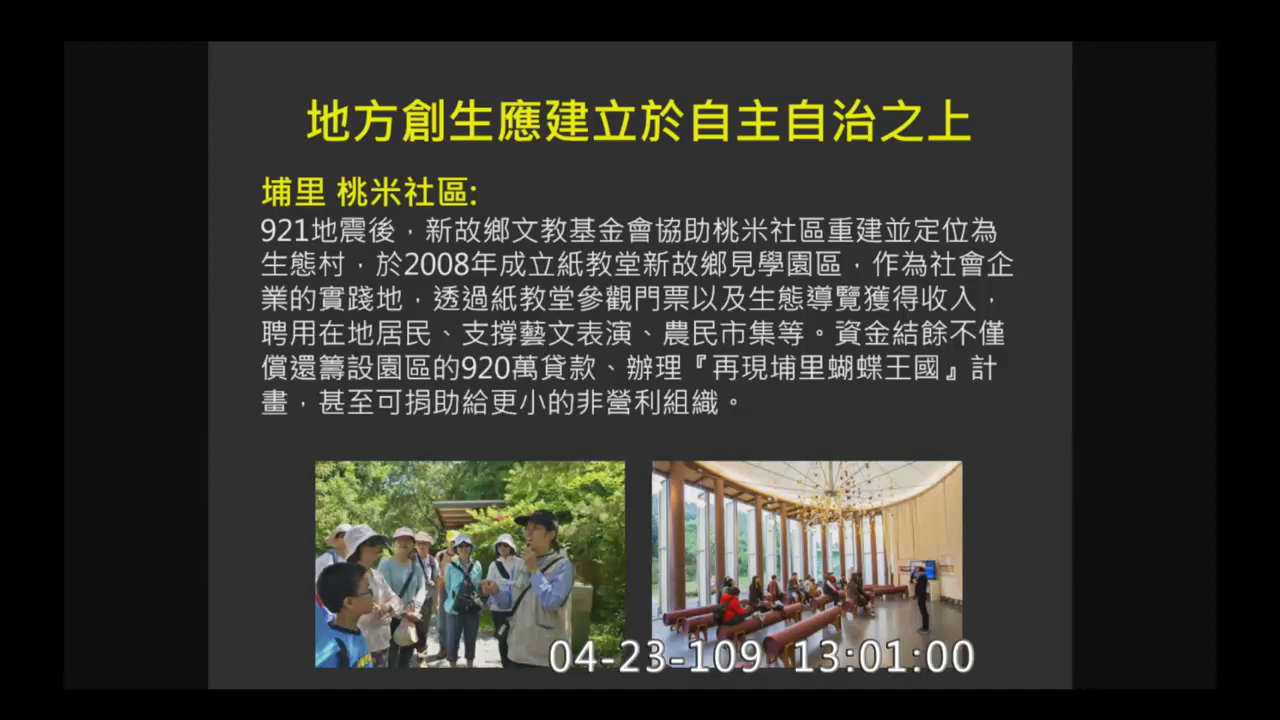 地方創生應建立於自主自治之上
埔里 桃米社區:
921地震後，新故鄉文教基金會協助桃米社區重建並定位為
生態村，於2008年成立紙教堂新故鄉見學園區，作為社會企
業的實踐地，透過紙教堂參觀門票以及生態導覽獲得收入，
聘用在地居民、支撐藝文表演、農民市集等。資金結餘不僅
償還籌設園區的920萬貸款、辦理『再現埔里蝴蝶王國』計
畫，甚至可捐助給更小的非營利組織。
04-23-109 13:01:00